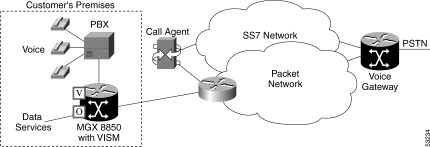 Customer's Premises
PBX
Voice
Call Agent
SS7 Network
PSTN
Voice
Gateway
Packet
Network
V
O
Data
Services
MGX 8850
with VISM
53234